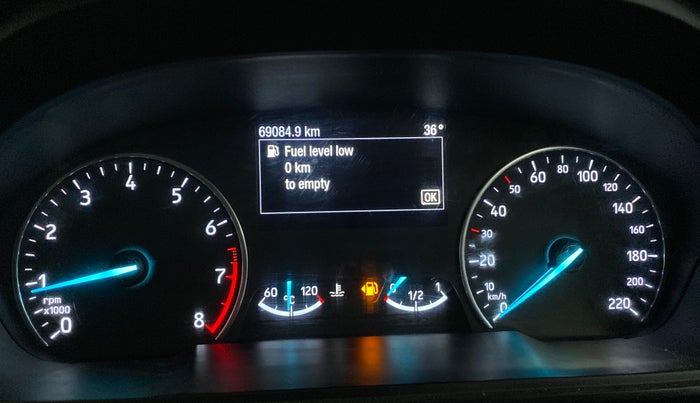 69084.9 km 36°
Fuel level low
0 km
to empty
OK
0 1 2 3 4 5 6 7 8
rpm
x1000
60 120
°C
0 1/2 1
0 10 20 30 40 50 60 80 100 120 140 160 180 200 220
km/h